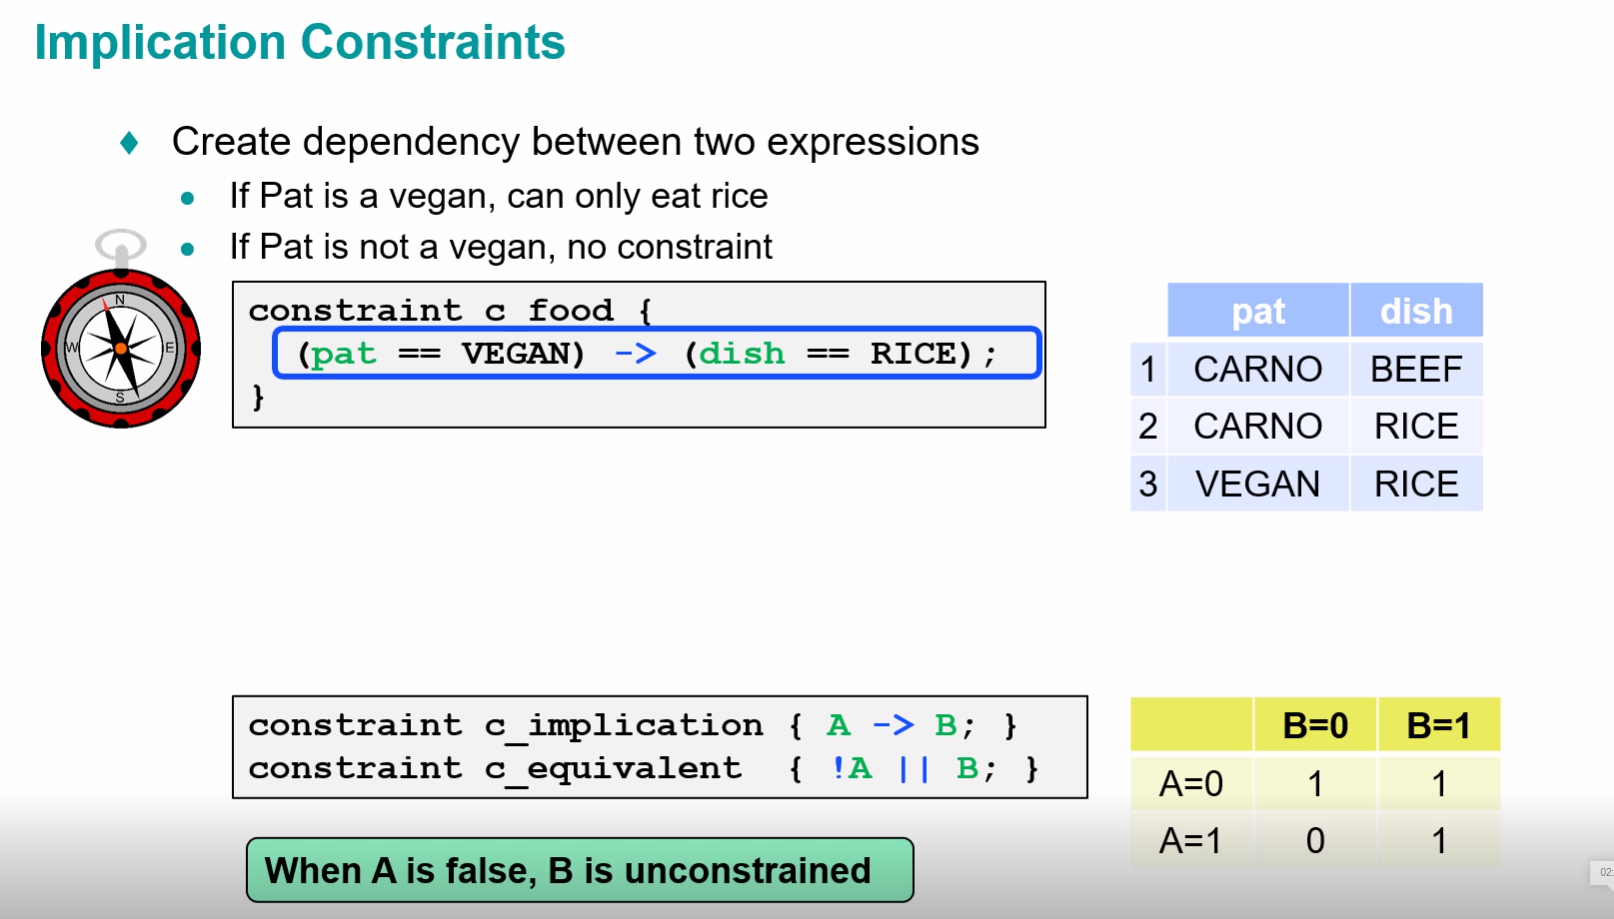 Implication Constraints
Create dependency between two expressions
If Pat is a vegan, can only eat rice
If Pat is not a vegan, no constraint
N
W E
S
constraint c food {
(pat == VEGAN) -> (dish == RICE);
}
pat dish
1 CARNO BEEF
2 CARNO RICE
3 VEGAN RICE
constraint c_implication { A -> B; }
constraint c_equivalent { !A || B; }
B=0 B=1
A=0 1 1
A=1 0 1
When A is false, B is unconstrained